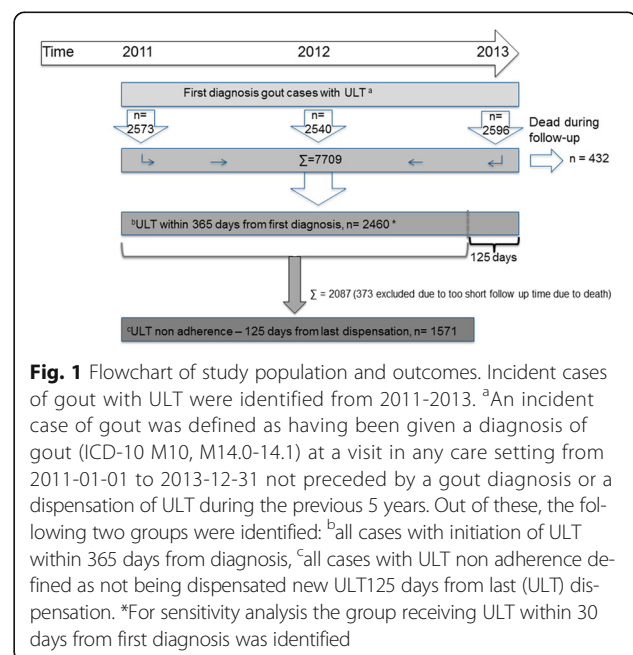 Time 2011 2012 2013
First diagnosis gout cases with ULT a
n= 2573
n= 2540
n= 2596
Dead during follow-up
Σ=7709
n = 432
bULT within 365 days from first diagnosis, n= 2460 *
125 days
Σ = 2087 (373 excluded due to too short follow up time due to death)
cULT non adherence – 125 days from last dispensation, n= 1571
Fig. 1 Flowchart of study population and outcomes. Incident cases
of gout with ULT were identified from 2011-2013. aAn incident
case of gout was defined as having been given a diagnosis of
gout (ICD-10 M10, M14.0-14.1) at a visit in any care setting from
2011-01-01 to 2013-12-31 not preceded by a gout diagnosis or a
dispensation of ULT during the previous 5 years. Out of these, the fol-
lowing two groups were identified: ball cases with initiation of ULT
within 365 days from diagnosis, call cases with ULT non adherence de-
fined as not being dispensated new ULT125 days from last (ULT) dis-
pensation. *For sensitivity analysis the group receiving ULT within 30
days from first diagnosis was identified